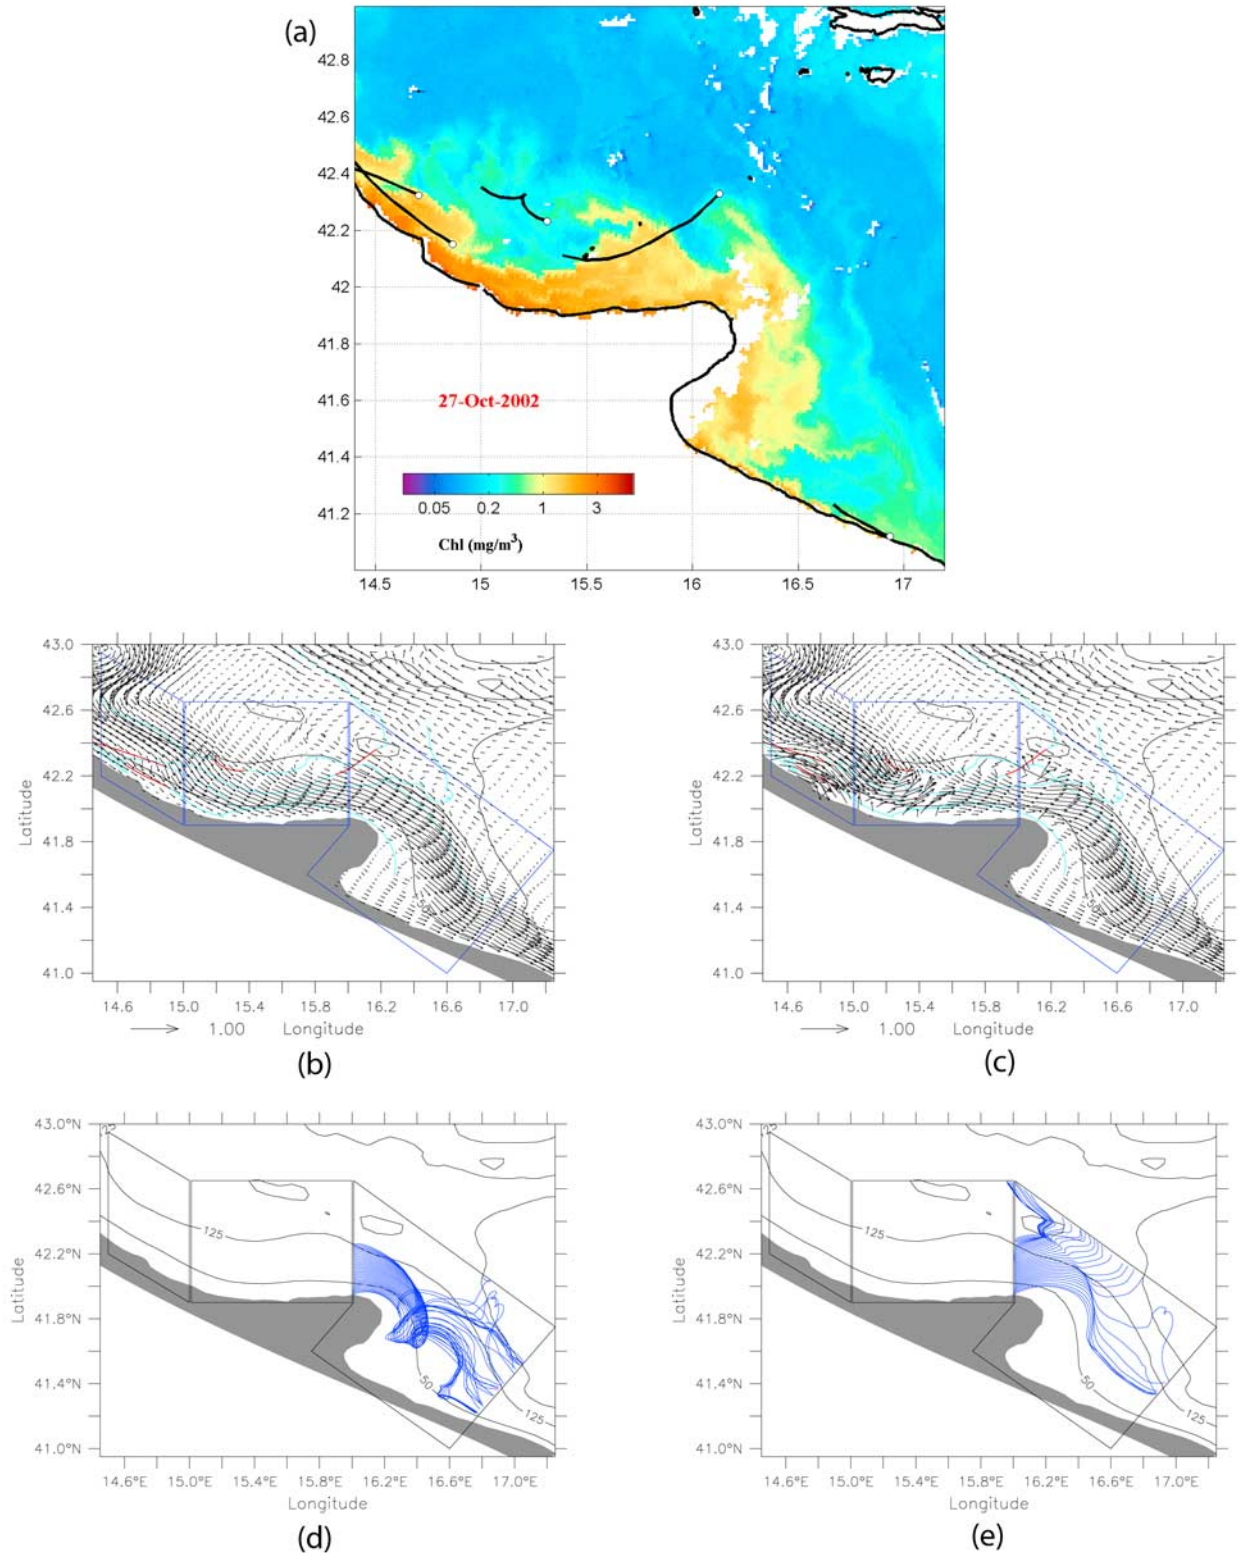 (a)
42.8
42.6
42.4
42.2
42
41.8
41.6
41.4
41.2
27-Oct-2002
0.05 0.2 1 3
Chl (mg/m3)
14.5 15 15.5 16 16.5 17
43.0
42.6
42.2
41.8
41.4
41.0
Latitude
50
14.6 15.0 15.4 15.8 16.2 16.6 17.0
1.00 Longitude
(b)
43.0
42.6
42.2
41.8
41.4
41.0
Latitude
50
14.6 15.0 15.4 15.8 16.2 16.6 17.0
1.00 Longitude
(c)
43.0°N
42.6°N
42.2°N
41.8°N
41.4°N
41.0°N
Latitude
125
50
125
14.6°E 15.0°E 15.4°E 15.8°E 16.2°E 16.6°E 17.0°E
Longitude
(d)
43.0°N
42.6°N
42.2°N
41.8°N
41.4°N
41.0°N
Latitude
125
50
125
14.6°E 15.0°E 15.4°E 15.8°E 16.2°E 16.6°E 17.0°E
Longitude
(e)